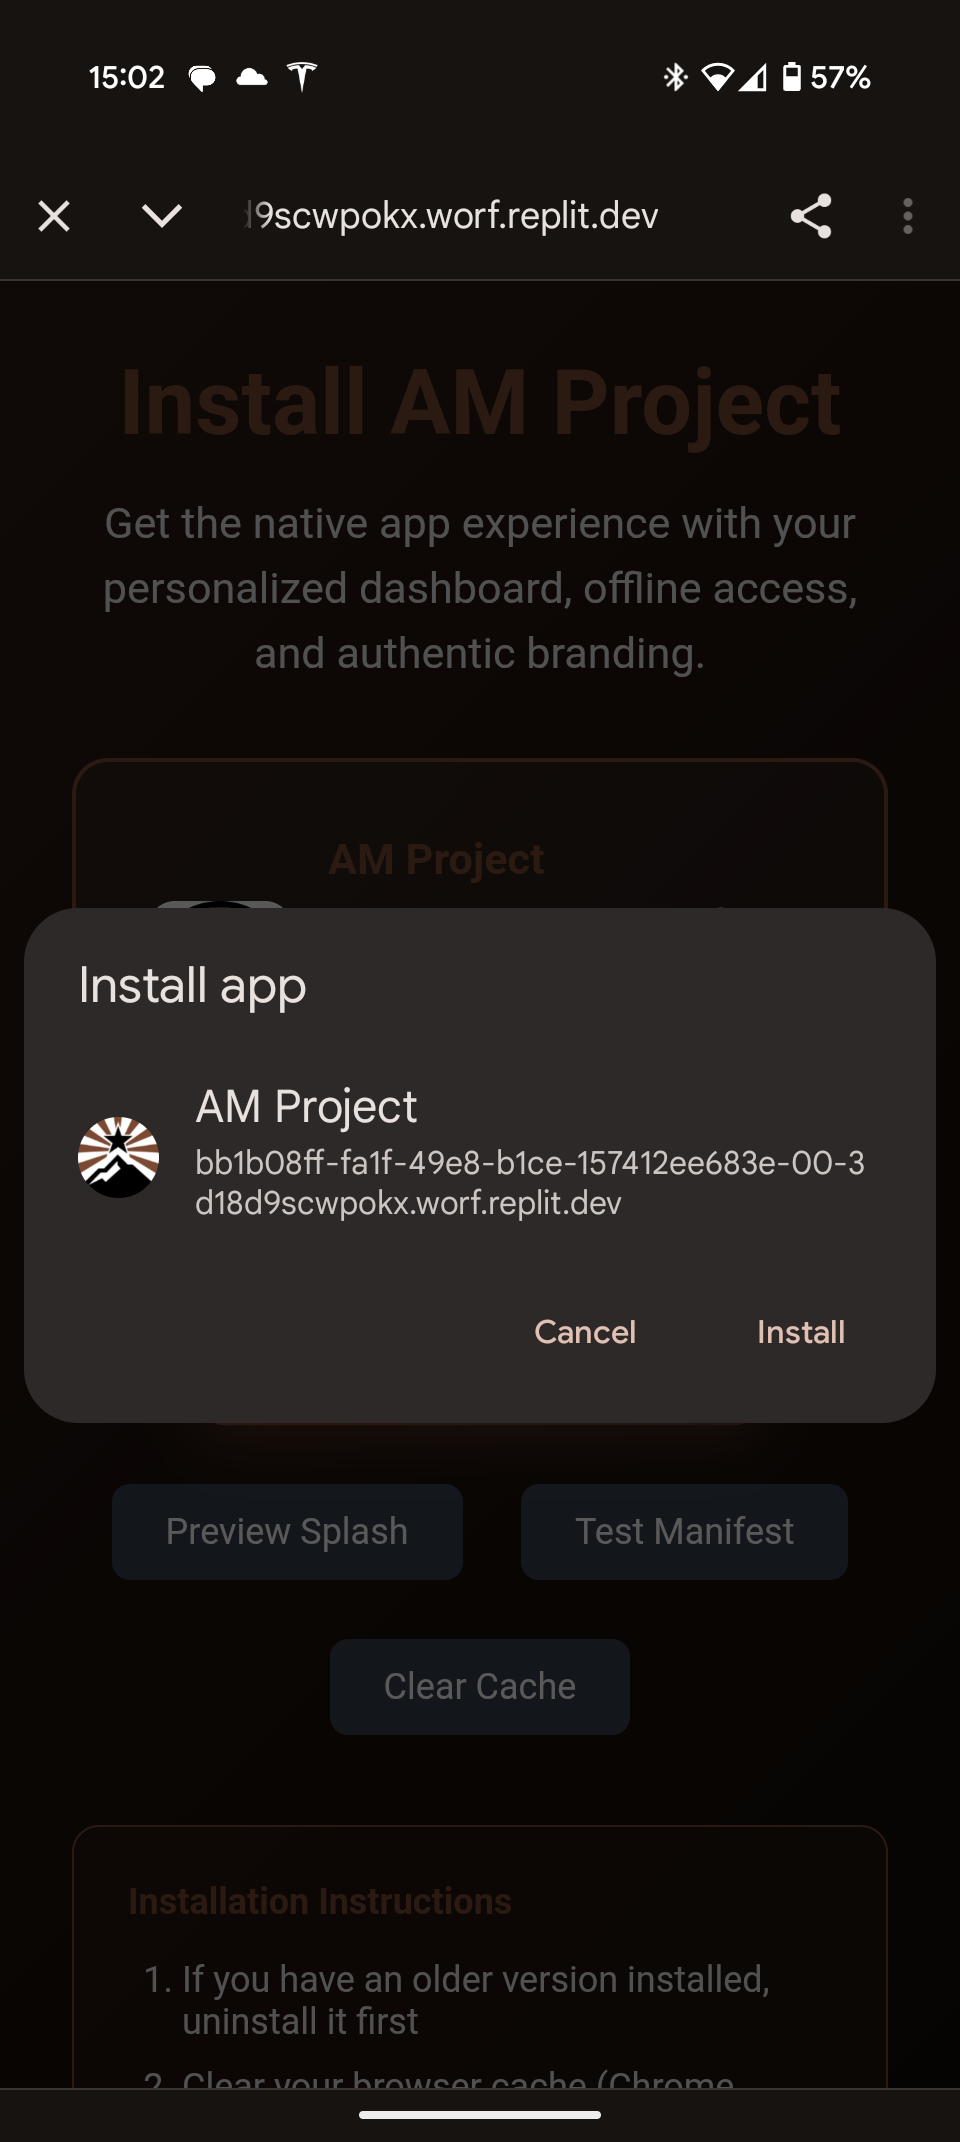 15:02
57%
d9scwpokx.worf.replit.dev
Install AM Project
Get the native app experience with your
personalized dashboard, offline access,
and authentic branding.
AM Project
Install app
AM Project
bb1b08ff-fa1f-49e8-b1ce-157412ee683e-00-3
d18d9scwpokx.worf.replit.dev
Cancel
Install
Preview Splash
Test Manifest
Clear Cache
Installation Instructions
1. If you have an older version installed,
uninstall it first
2. Clear your browser cache (Chrome